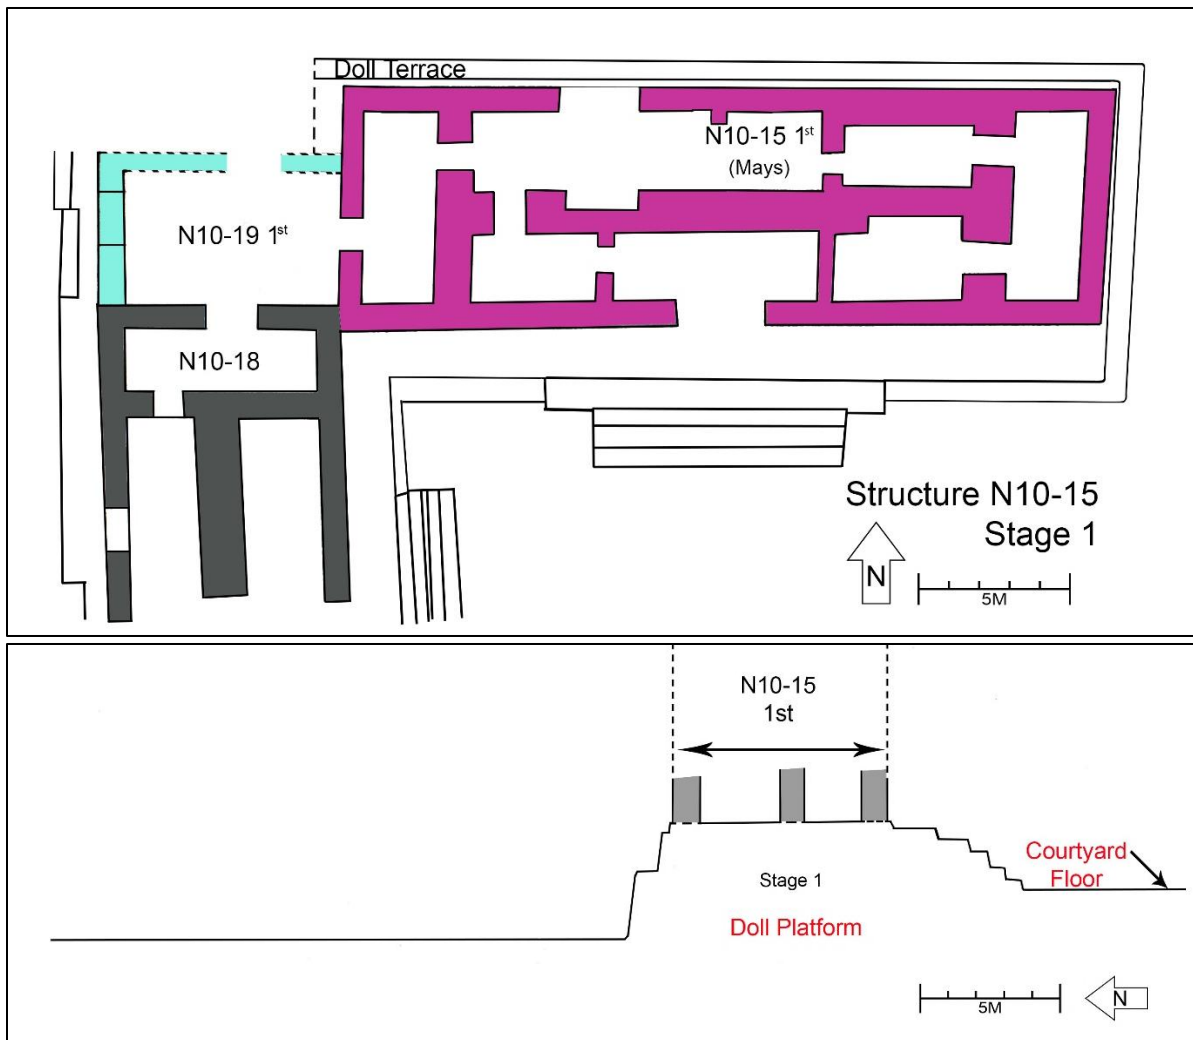 Doll Terrace
N10-15 1st
(Mays)
N10-19 1st
N10-18
Structure N10-15
Stage 1
N
5M
N10-15
1st
Courtyard
Floor
Stage 1
Doll Platform
5M
N